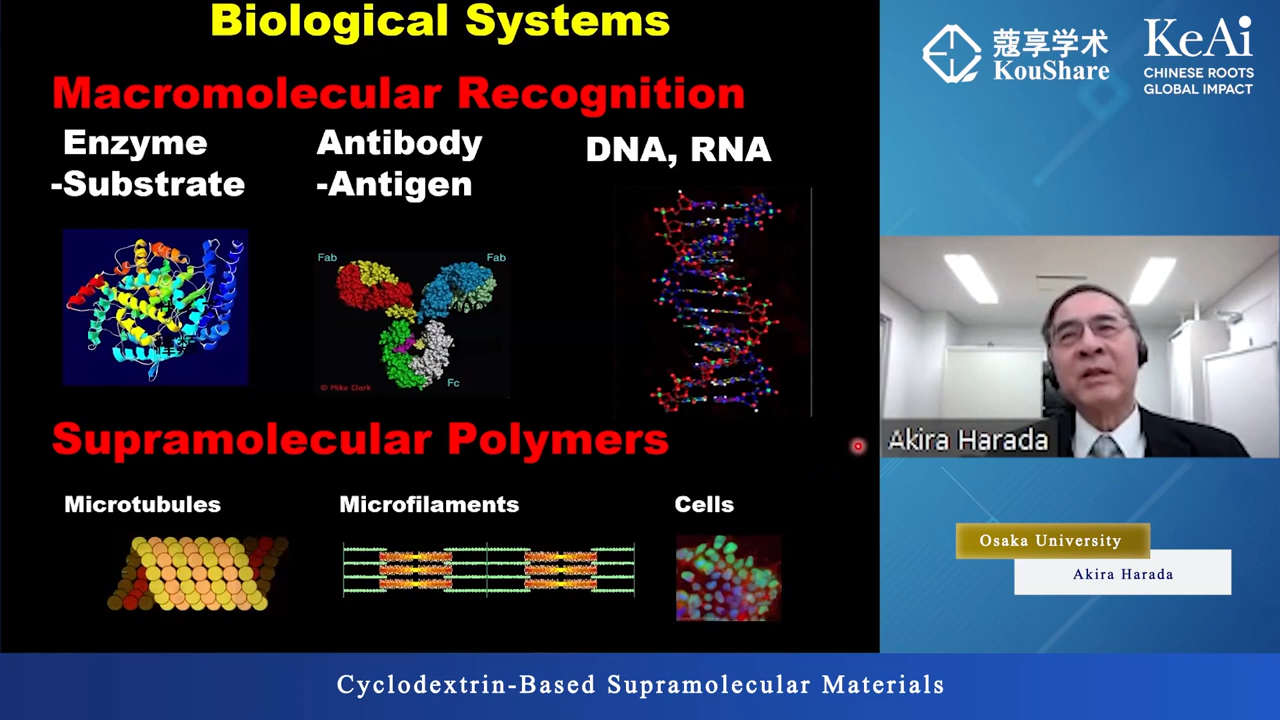 Biological Systems
Macromolecular Recognition
Enzyme
-Substrate
Antibody
-Antigen
DNA, RNA
Fab
Fab
Fc
© Mike Clark
Supramolecular Polymers
Microtubules
Microfilaments
Cells
蔻享学术
KouShare
KeAi
CHINESE ROOTS
GLOBAL IMPACT
Akira Harada
Osaka University
Akira Harada
Cyclodextrin-Based Supramolecular Materials